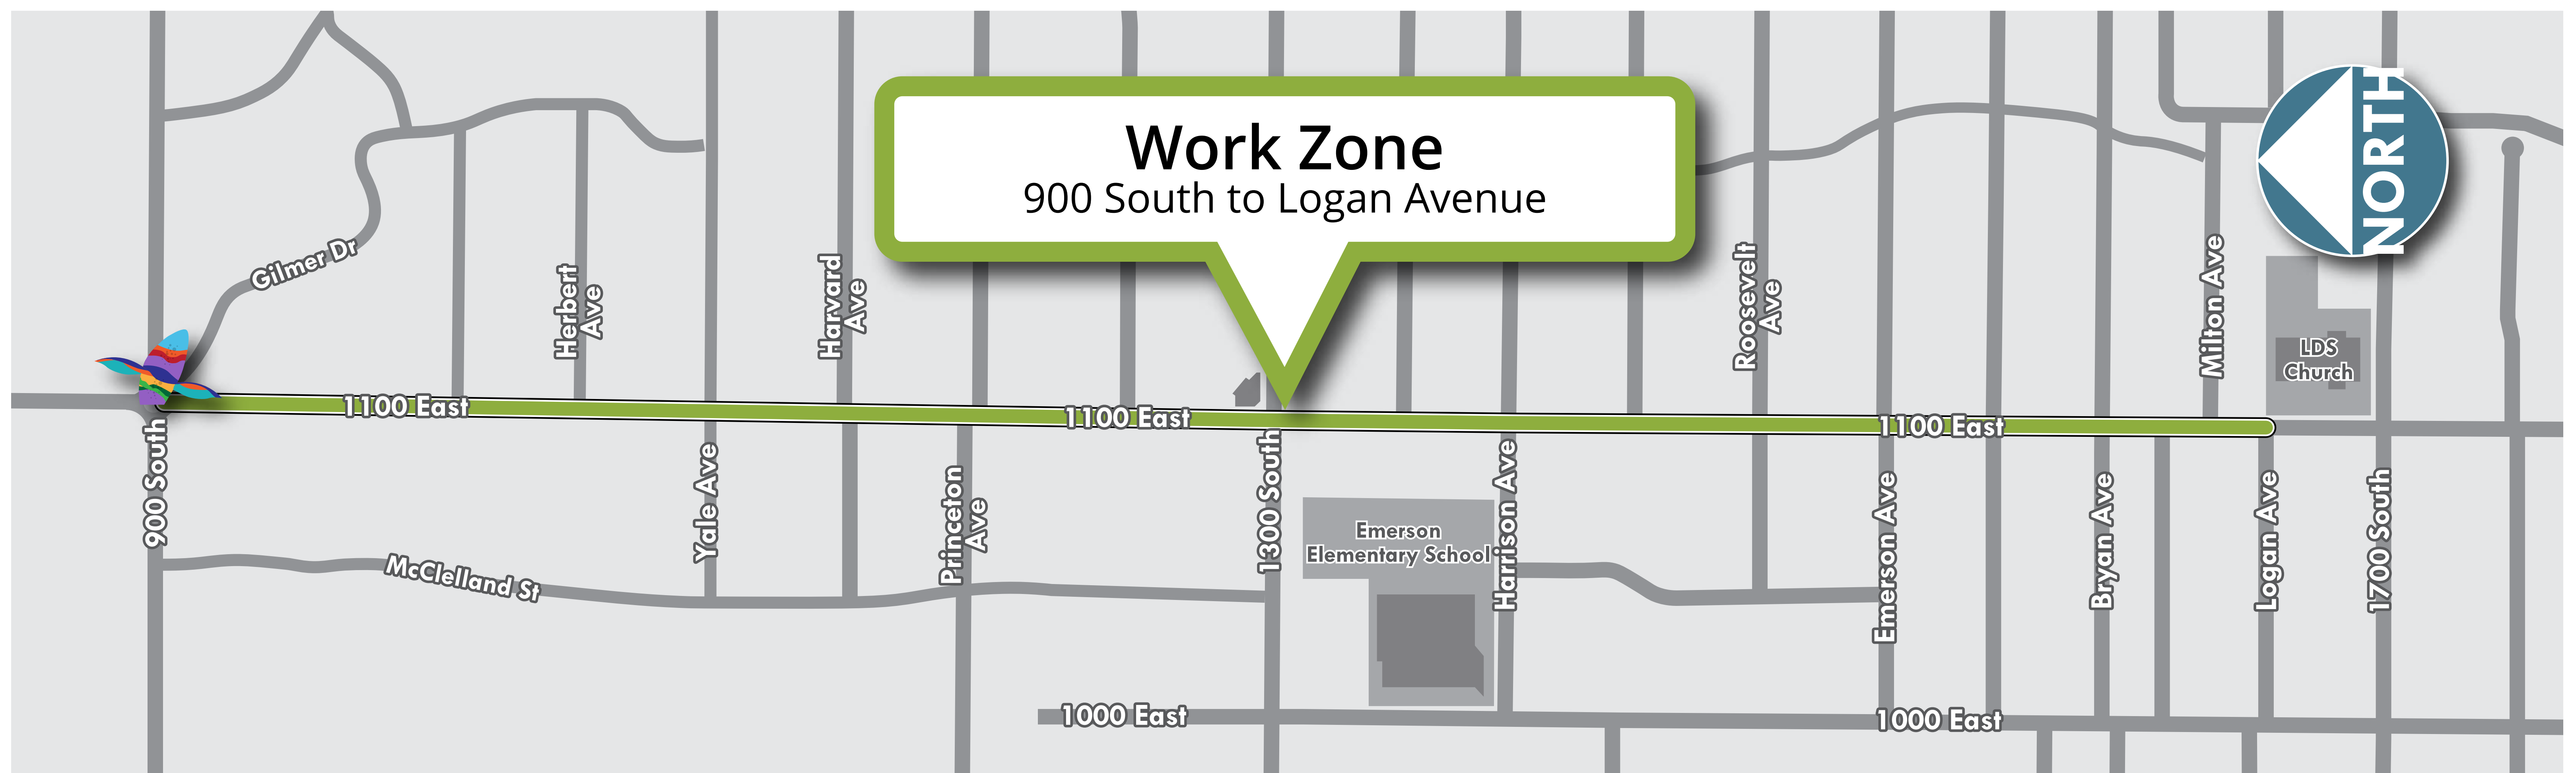 Work Zone
900 South to Logan Avenue
NORTH
Gilmer Dr
Herbert
Ave
Harvard
Ave
Roosevelt
Ave
Milton Ave
LDS
Church
1100 East
1100 East
1100 East
900 South
Yale Ave
Princeton
Ave
1300 South
Emerson
Elementary School
Harrison Ave
Emerson Ave
Bryan Ave
Logan Ave
1700 South
McClelland St
1000 East
1000 East